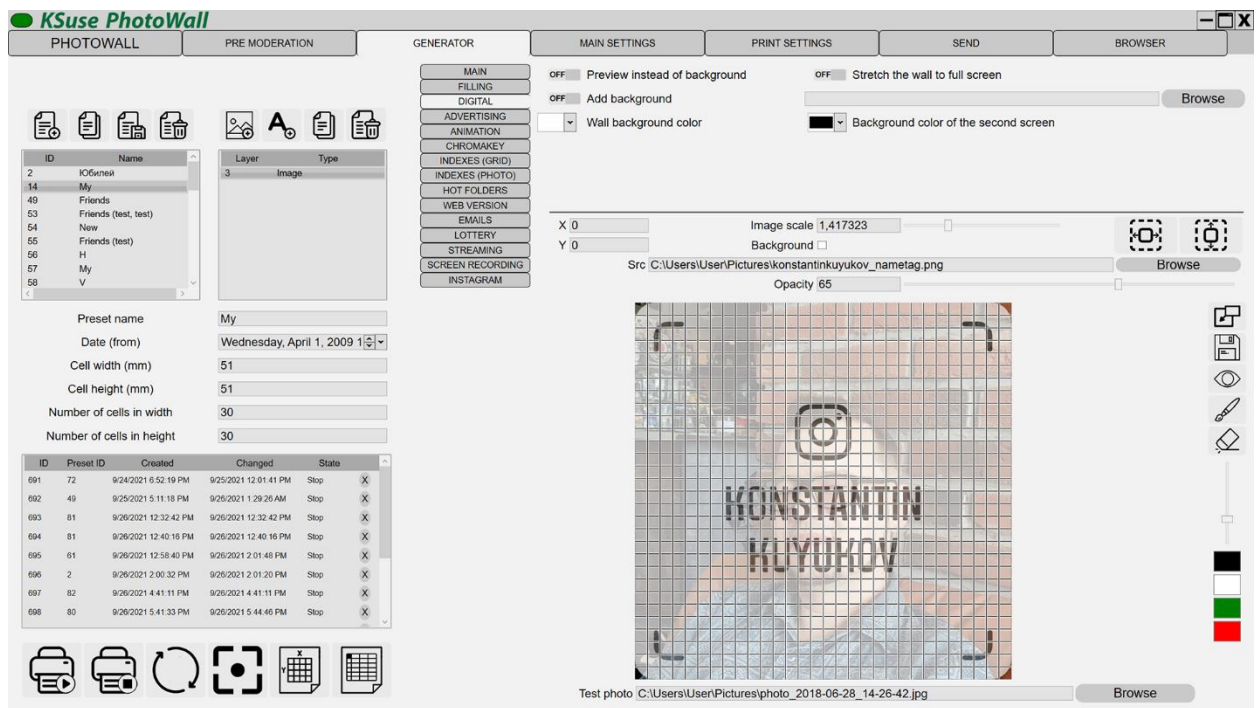 KSuse PhotoWall
PHOTOWALL PRE MODERATION GENERATOR MAIN SETTINGS PRINT SETTINGS SEND BROWSER
MAIN
FILLING
DIGITAL
ADVERTISING
ANIMATION
CHROMAKEY
INDEXES (GRID)
INDEXES (PHOTO)
HOT FOLDERS
WEB VERSION
EMAILS
LOTTERY
STREAMING
SCREEN RECORDING
INSTAGRAM
OFF Preview instead of background OFF Stretch the wall to full screen
OFF Add background Browse
Wall background color Background color of the second screen
ID Name
2 Юбилей
14 My
49 Friends
53 Friends (test, test)
54 New
55 Friends (test)
56 H
57 My
58 V
Layer Type
3 Image
X 0 Image scale 1,417323
Y 0 Background
Src C:\Users\User\Pictures\konstantinkuyukov_nametag.png Browse
Opacity 65
Preset name My
Date (from) Wednesday, April 1, 2009 1
Cell width (mm) 51
Cell height (mm) 51
Number of cells in width 30
Number of cells in height 30
ID Preset ID Created Changed State
691 72 9/24/2021 6:52:19 PM 9/25/2021 12:01:41 PM Stop X
692 49 9/25/2021 5:11:18 PM 9/26/2021 1:29:26 AM Stop X
693 81 9/26/2021 12:32:42 PM 9/26/2021 12:32:42 PM Stop X
694 81 9/26/2021 12:40:16 PM 9/26/2021 12:40:16 PM Stop X
695 61 9/26/2021 12:58:40 PM 9/26/2021 2:01:48 PM Stop X
696 2 9/26/2021 2:00:32 PM 9/26/2021 2:01:20 PM Stop X
697 82 9/26/2021 4:41:11 PM 9/26/2021 4:41:11 PM Stop X
698 80 9/26/2021 5:41:33 PM 9/26/2021 5:44:46 PM Stop X
X
Y
KONSTANTIN
KUYUKOV
Test photo C:\Users\User\Pictures\photo_2018-06-28_14-26-42.jpg Browse